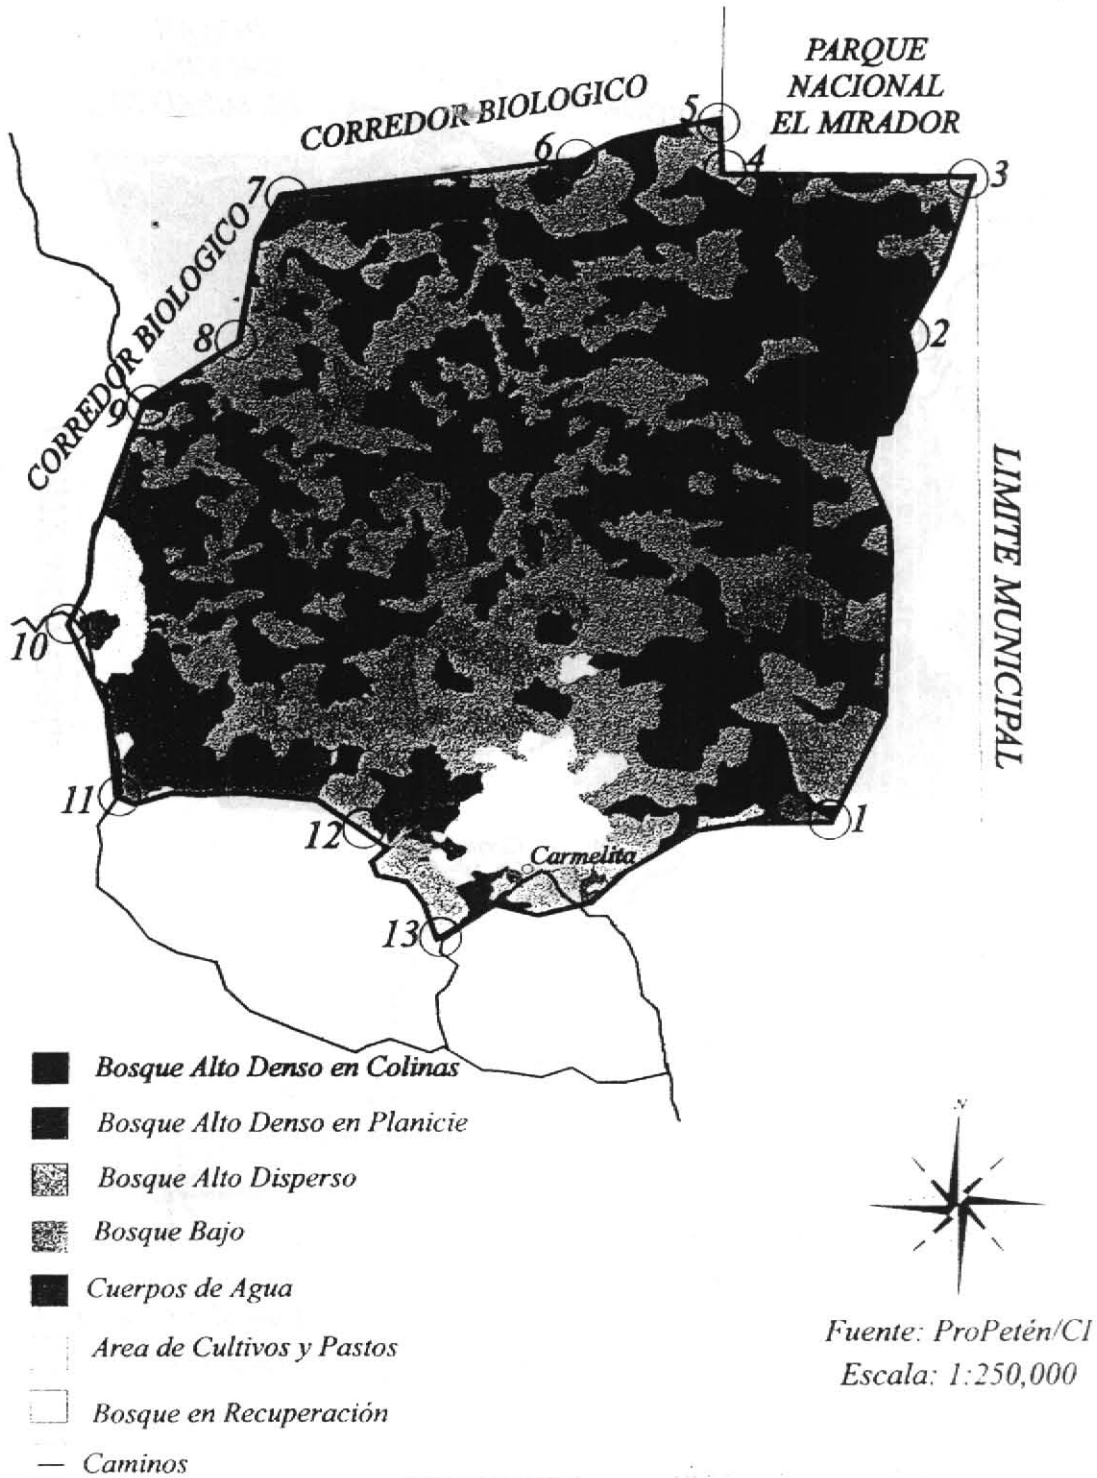 PARQUE
NACIONAL
EL MIRADOR
CORREDOR BIOLOGICO
5
6
4
3
7
CORREDOR BIOLOGICO
8
2
9
LIMITE MUNICIPAL
10
11
12
1
Carmelita
13
Bosque Alto Denso en Colinas
Bosque Alto Denso en Planicie
Bosque Alto Disperso
Bosque Bajo
Cuerpos de Agua
Area de Cultivos y Pastos
Bosque en Recuperación
Caminos
N
Fuente: ProPetén/CI
Escala: 1:250,000